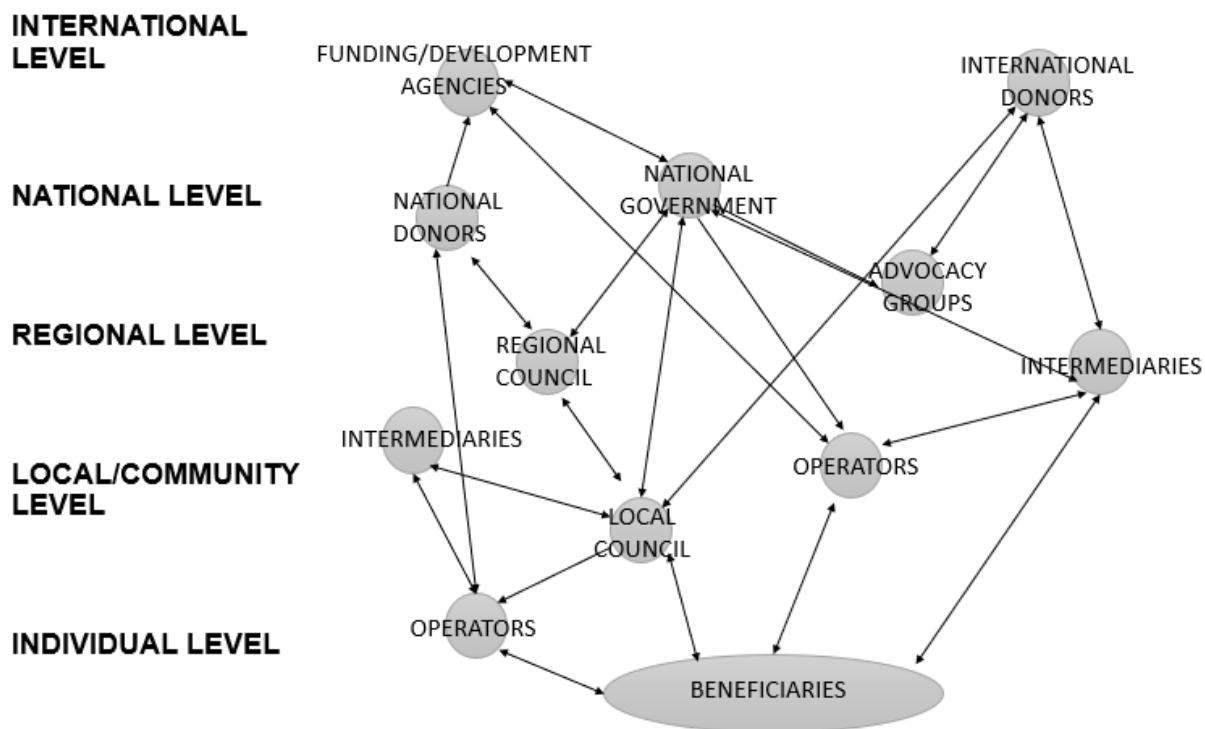 INTERNATIONAL
LEVEL
FUNDING/DEVELOPMENT
AGENCIES
INTERNATIONAL
DONORS
NATIONAL LEVEL
NATIONAL
DONORS
NATIONAL
GOVERNMENT
ADVOCACY
GROUPS
REGIONAL LEVEL
REGIONAL
COUNCIL
INTERMEDIARIES
INTERMEDIARIES
OPERATORS
LOCAL/COMMUNITY
LEVEL
LOCAL
COUNCIL
OPERATORS
INDIVIDUAL LEVEL
BENEFICIARIES